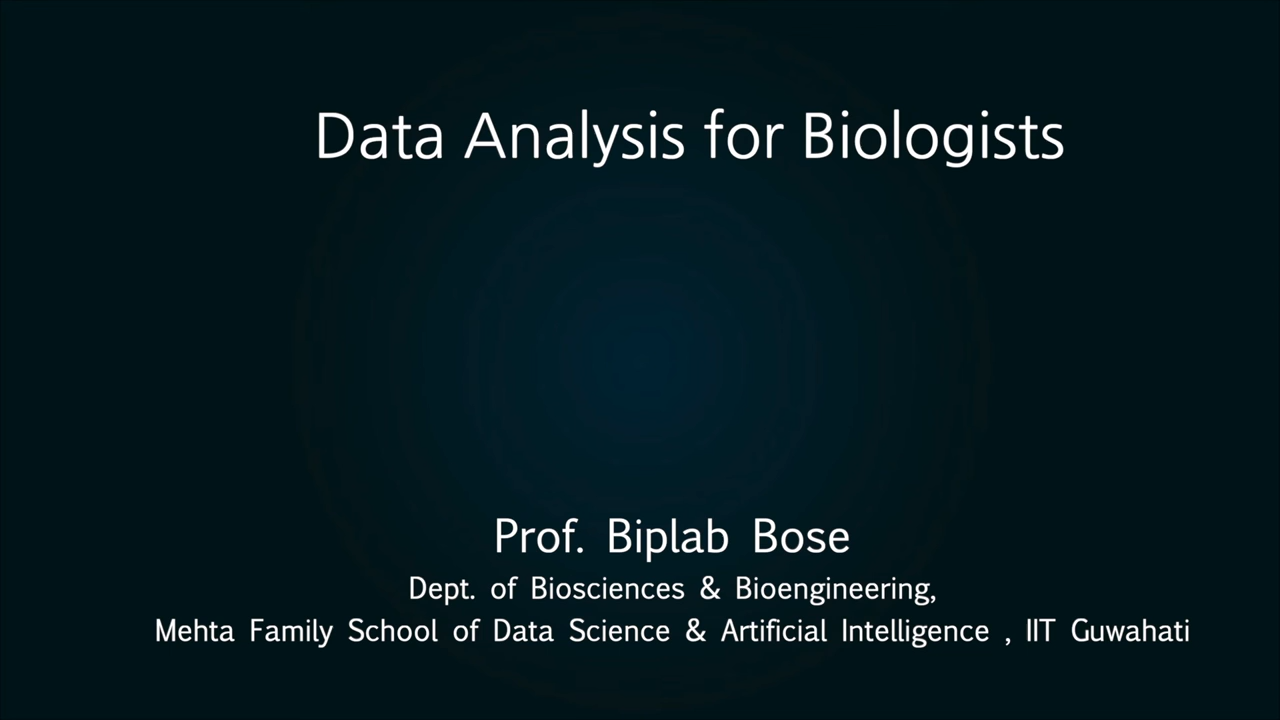 Data Analysis for Biologists
Prof. Biplab Bose
Dept. of Biosciences & Bioengineering,
Mehta Family School of Data Science & Artificial Intelligence , IIT Guwahati